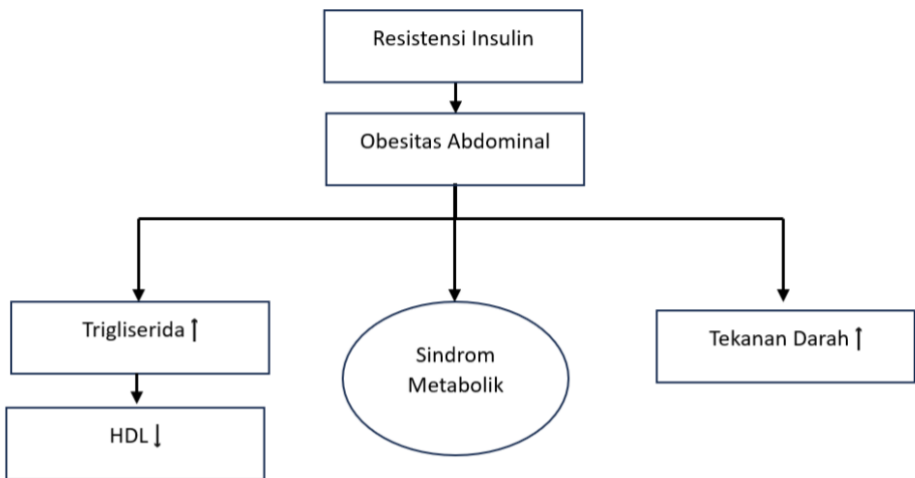 Resistensi Insulin
Obesitas Abdominal
Trigliserida ↑
Sindrom
Metabolik
Tekanan Darah ↑
HDL ↓